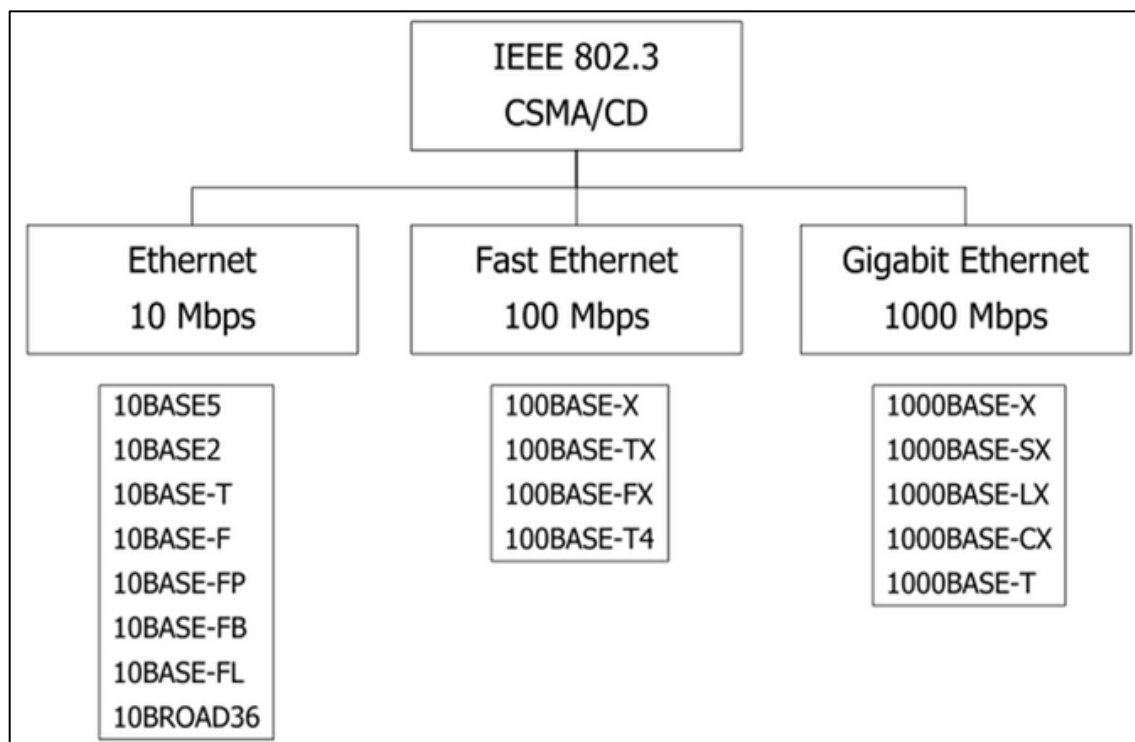 IEEE 802.3
CSMA/CD
Ethernet
10 Mbps
Fast Ethernet
100 Mbps
Gigabit Ethernet
1000 Mbps
10BASE5
10BASE2
10BASE-T
10BASE-F
10BASE-FP
10BASE-FB
10BASE-FL
10BROAD36
100BASE-X
100BASE-TX
100BASE-FX
100BASE-T4
1000BASE-X
1000BASE-SX
1000BASE-LX
1000BASE-CX
1000BASE-T